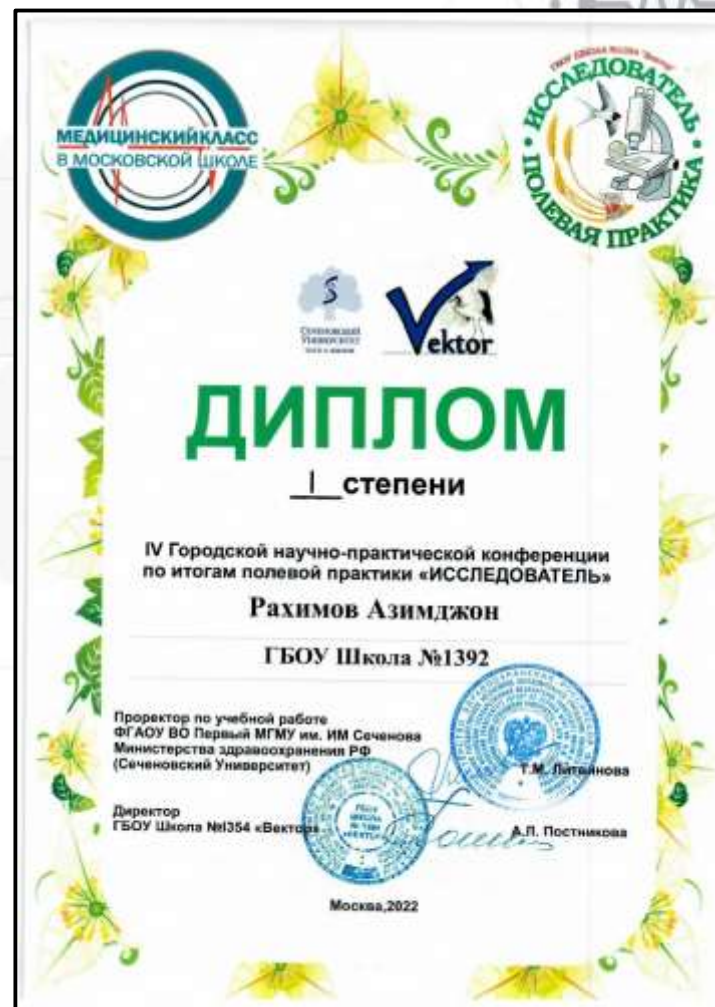 МЕДИЦИНСКИЙ КЛАСС
В МОСКОВСКОЙ ШКОЛЕ
ИССЛЕДОВАТЕЛЬ • ПОЛЕВАЯ ПРАКТИКА •
Сеченовский
Университет
Vektor
ДИПЛОМ
I степени
IV Городской научно-практической конференции
по итогам полевой практики «ИССЛЕДОВАТЕЛЬ»
Рахимов Азимджон
ГБОУ Школа №1392
Проректор по учебной работе
ФГАОУ ВО Первый МГМУ им. ИМ Сеченова
Министерства здравоохранения РФ
(Сеченовский Университет)
Т.М. Литвинова
Директор
ГБОУ Школа №1354 «Вектор»
А.Л. Постникова
Москва,2022